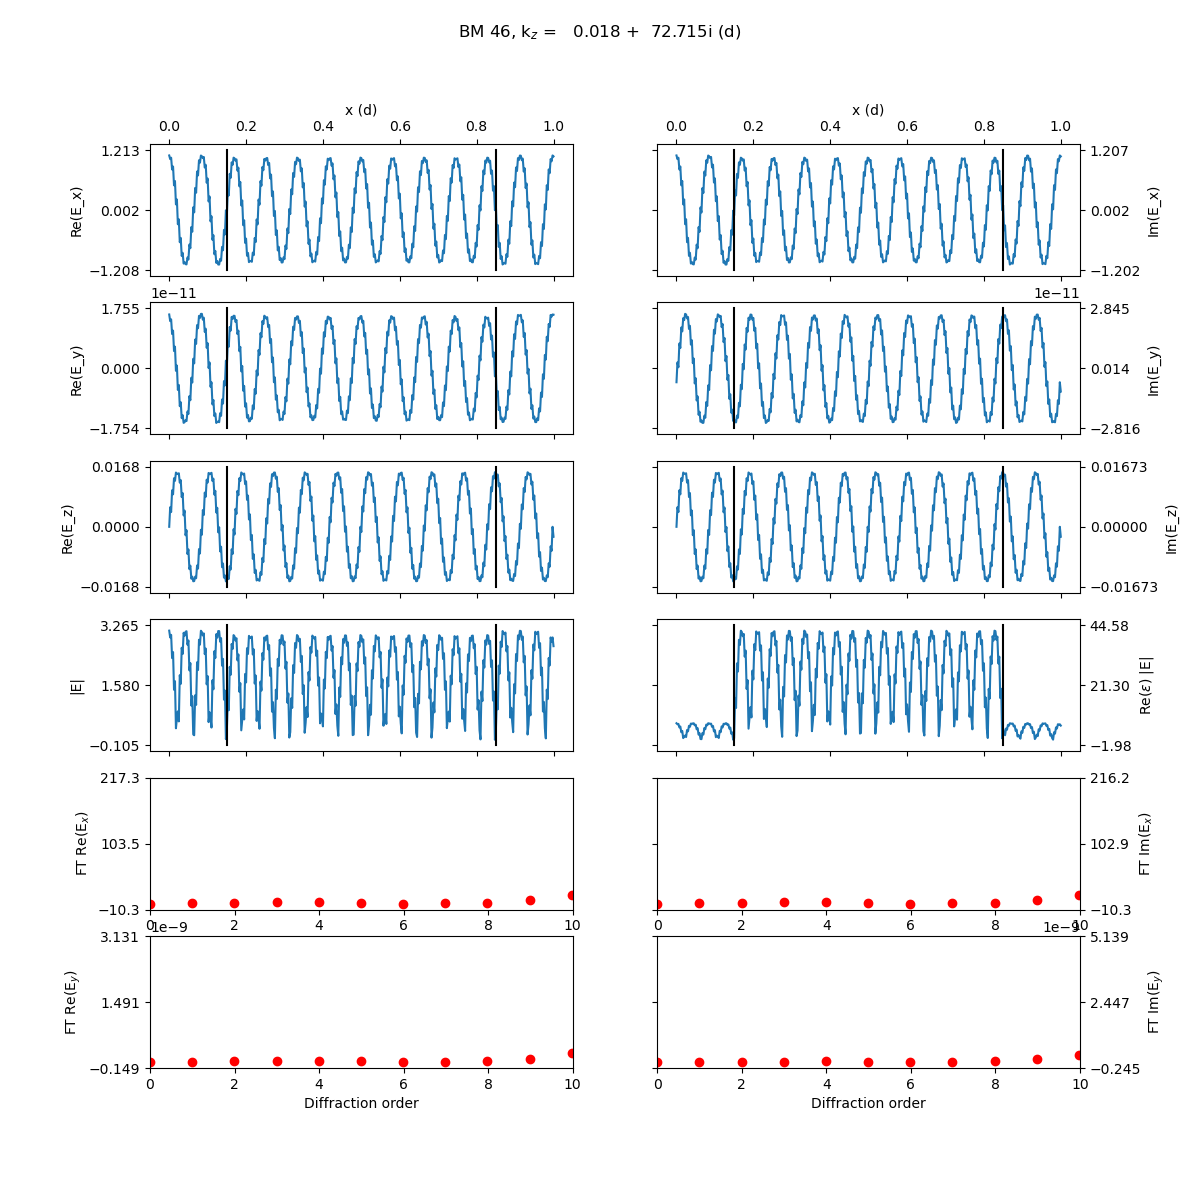 BM 46, k_z = 0.018 + 72.715i (d)
x (d) x (d)
0.0 0.2 0.4 0.6 0.8 1.0 0.0 0.2 0.4 0.6 0.8 1.0
1.213 1.207
Re(E_x) 0.002 0.002 Im(E_x)
−1.208 −1.202
1e−11 1e−11
1.755 2.845
Re(E_y) 0.000 0.014 Im(E_y)
−1.754 −2.816
0.0168 0.01673
Re(E_z) 0.0000 0.00000 Im(E_z)
−0.0168 −0.01673
3.265 44.58
|E| 1.580 21.30 Re(ε) |E|
−0.105 −1.98
217.3 216.2
FT Re(E_x) 103.5 102.9 FT Im(E_x)
−10.3 −10.3
0 2 4 6 8 10 0 2 4 6 8 10
1e−9 1e−9
3.131 5.139
FT Re(E_y) 1.491 2.447 FT Im(E_y)
−0.149 −0.245
0 2 4 6 8 10 0 2 4 6 8 10
Diffraction order Diffraction order